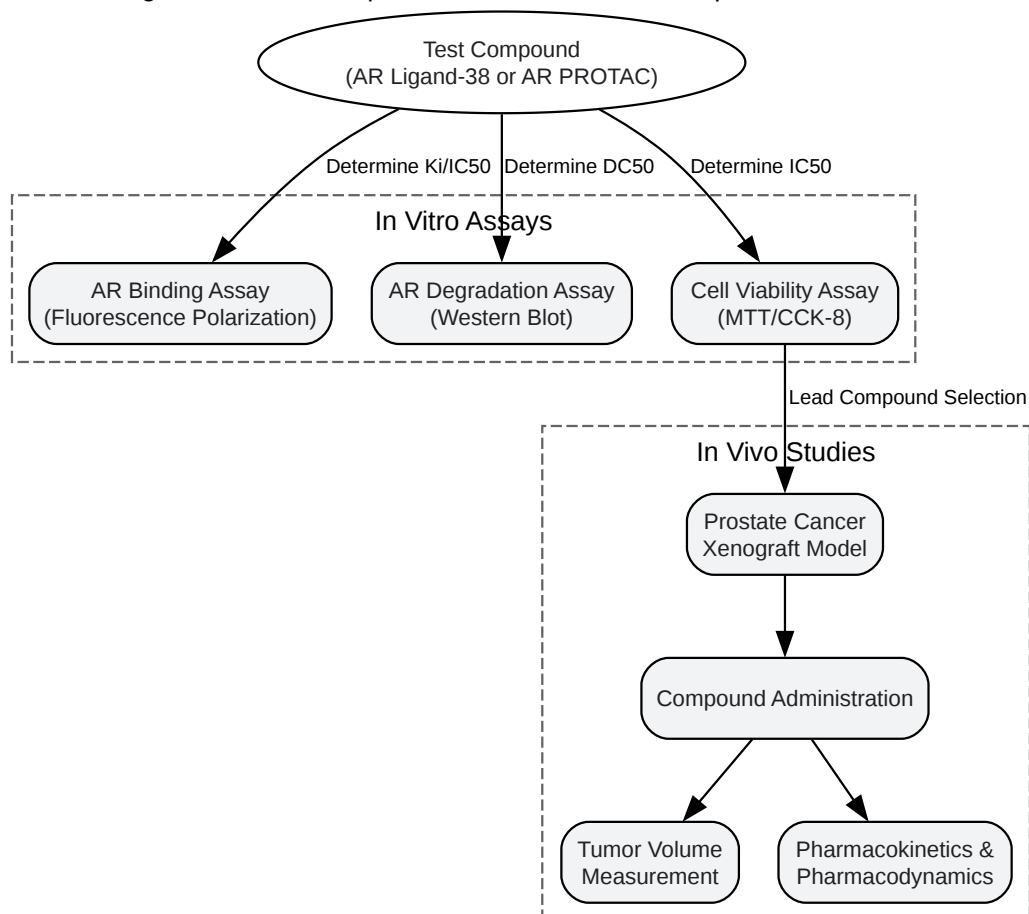 Test Compound
(AR Ligand-38 or AR PROTAC)
Determine Ki/IC50
Determine DC50
Determine IC50
In Vitro Assays
AR Binding Assay
(Fluorescence Polarization)
AR Degradation Assay
(Western Blot)
Cell Viability Assay
(MTT/CCK-8)
Lead Compound Selection
In Vivo Studies
Prostate Cancer
Xenograft Model
Compound Administration
Tumor Volume
Measurement
Pharmacokinetics &
Pharmacodynamics